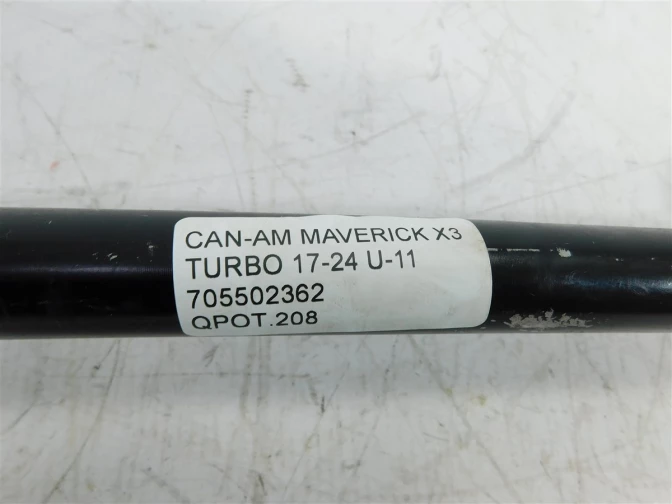 CAN-AM MAVERICK X3
TURBO 17-24 U-11
705502362
QPOT.208